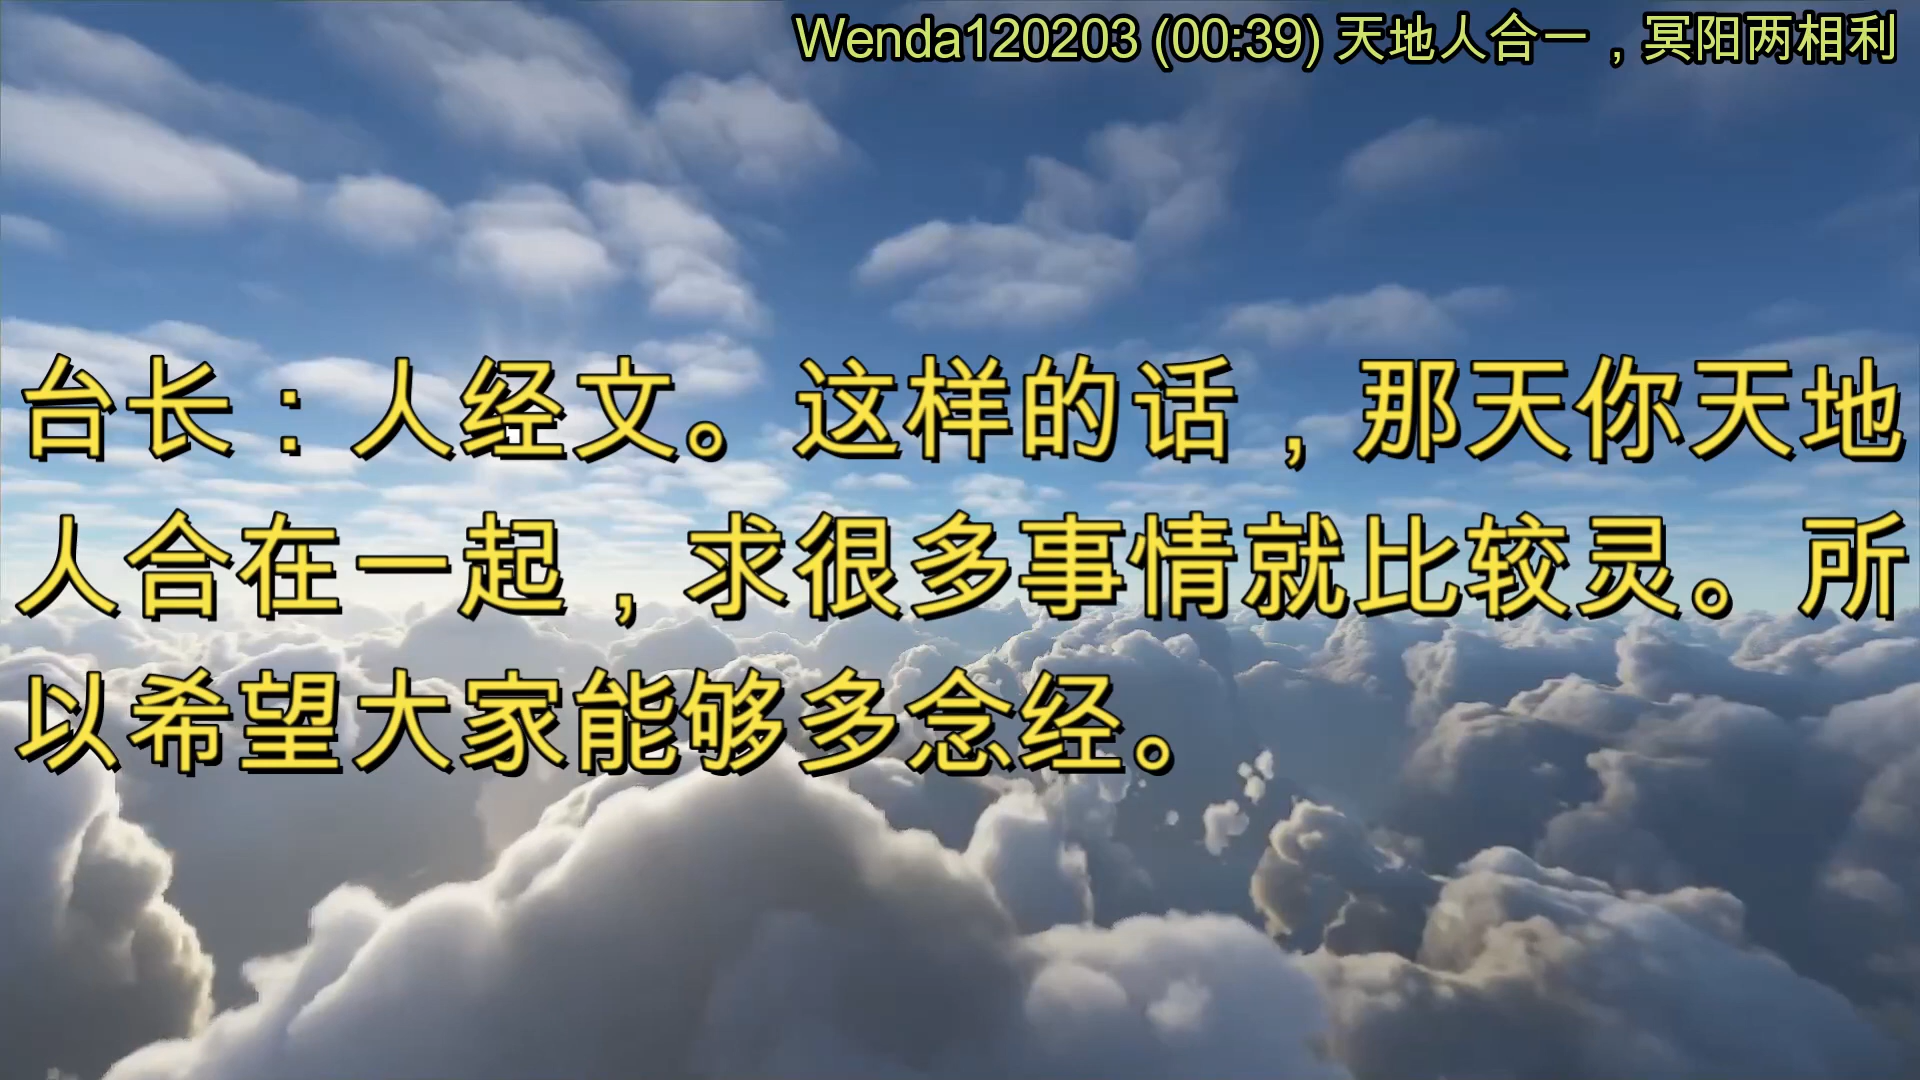 Wenda120203 (00:39) 天地人合一，冥阳两相利
台长：人经文。这样的话，那天你天地
人合在一起，求很多事情就比较灵。所
以希望大家能够多念经。